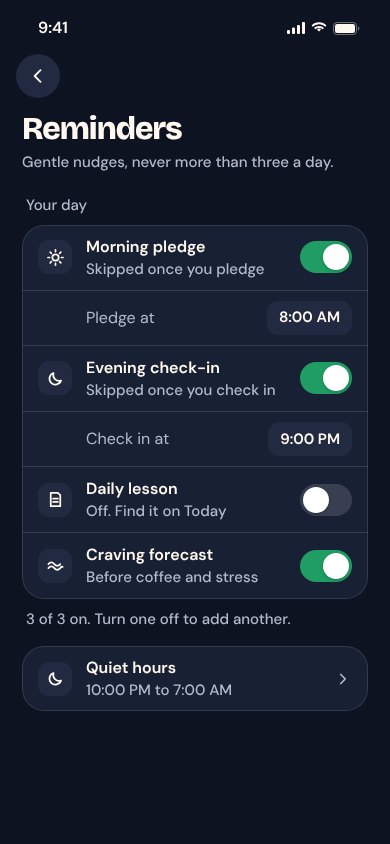 9:41
Reminders
Gentle nudges, never more than three a day.
Your day
Morning pledge
Skipped once you pledge
Pledge at
8:00 AM
Evening check-in
Skipped once you check in
Check in at
9:00 PM
Daily lesson
Off. Find it on Today
Craving forecast
Before coffee and stress
3 of 3 on. Turn one off to add another.
Quiet hours
10:00 PM to 7:00 AM